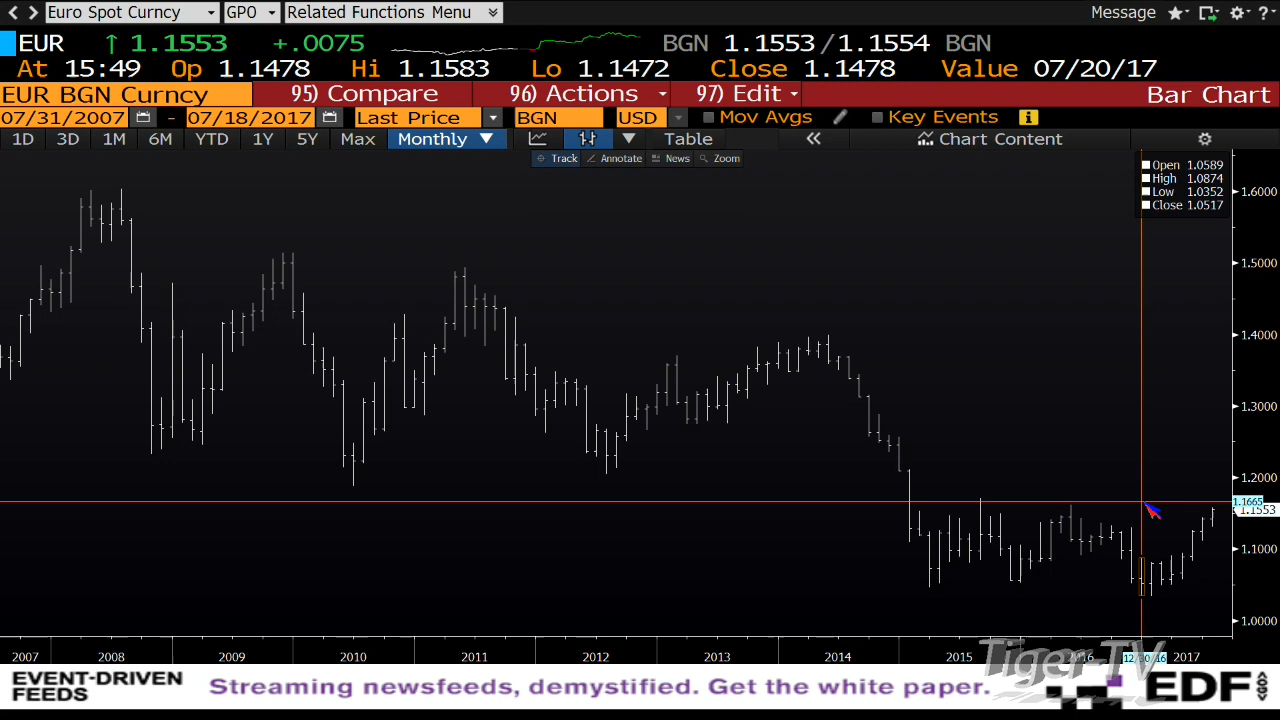 Euro Spot Curncy GPO Related Functions Menu Message ?
EUR ↑ 1.1553 +.0075 BGN 1.1553/1.1554 BGN
At 15:49 Op 1.1478 Hi 1.1583 Lo 1.1472 Close 1.1478 Value 07/20/17
EUR BGN Curncy 95) Compare 96) Actions 97) Edit Bar Chart
07/31/2007 - 07/18/2017 Last Price BGN USD Mov Avgs Key Events i
1D 3D 1M 6M YTD 1Y 5Y Max Monthly ▼ Table « Chart Content
Track Annotate News Zoom
Open 1.0589
High 1.0874
Low 1.0352
Close 1.0517
1.6000
1.5000
1.4000
1.3000
1.2000
1.1665
1.1553
1.1000
1.0000
2007 2008 2009 2010 2011 2012 2013 2014 2015 2016 12/30/16 2017
Tiger-TV
EVENT-DRIVEN
FEEDS
Streaming newsfeeds, demystified. Get the white paper.
EDF